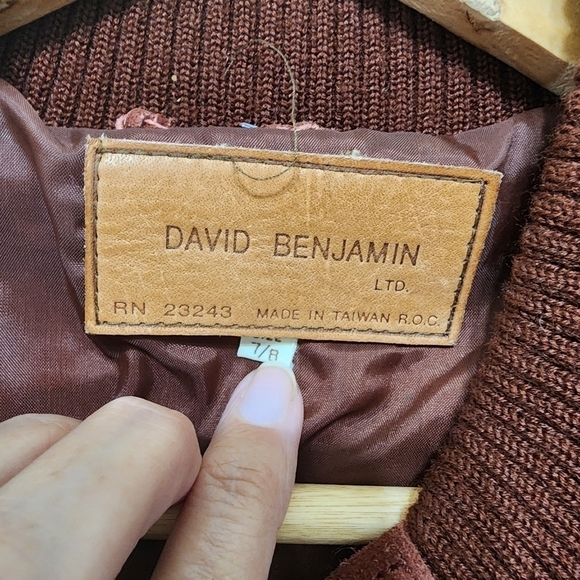 DAVID BENJAMIN
LTD.
RN 23243 MADE IN TAIWAN R.O.C.
7/8